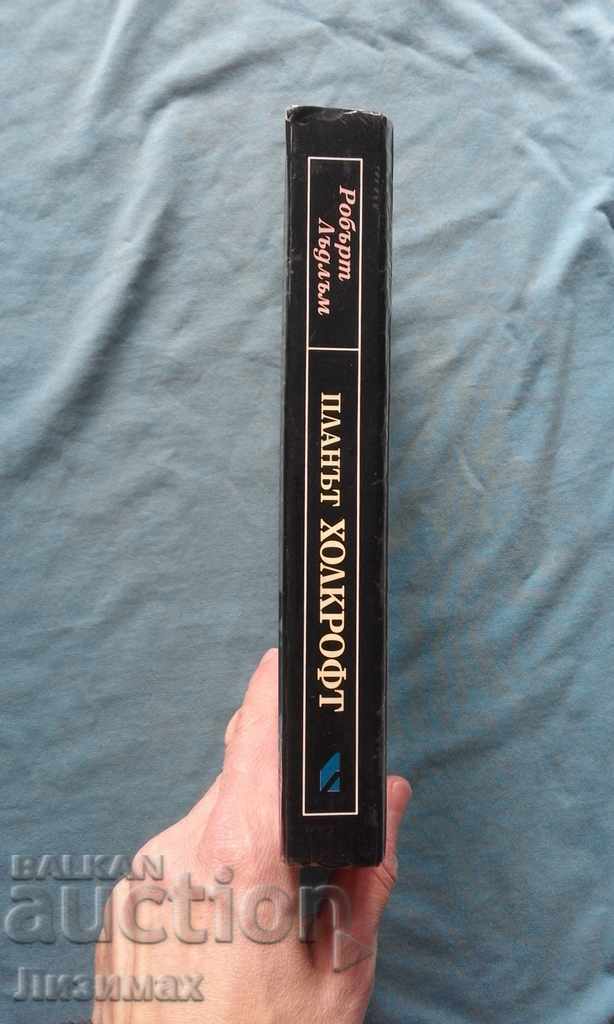 Робърт
Лъдлъм
ПЛАНЪТ ХОЛКРОФТ
BALKAN
auction
Лизимах